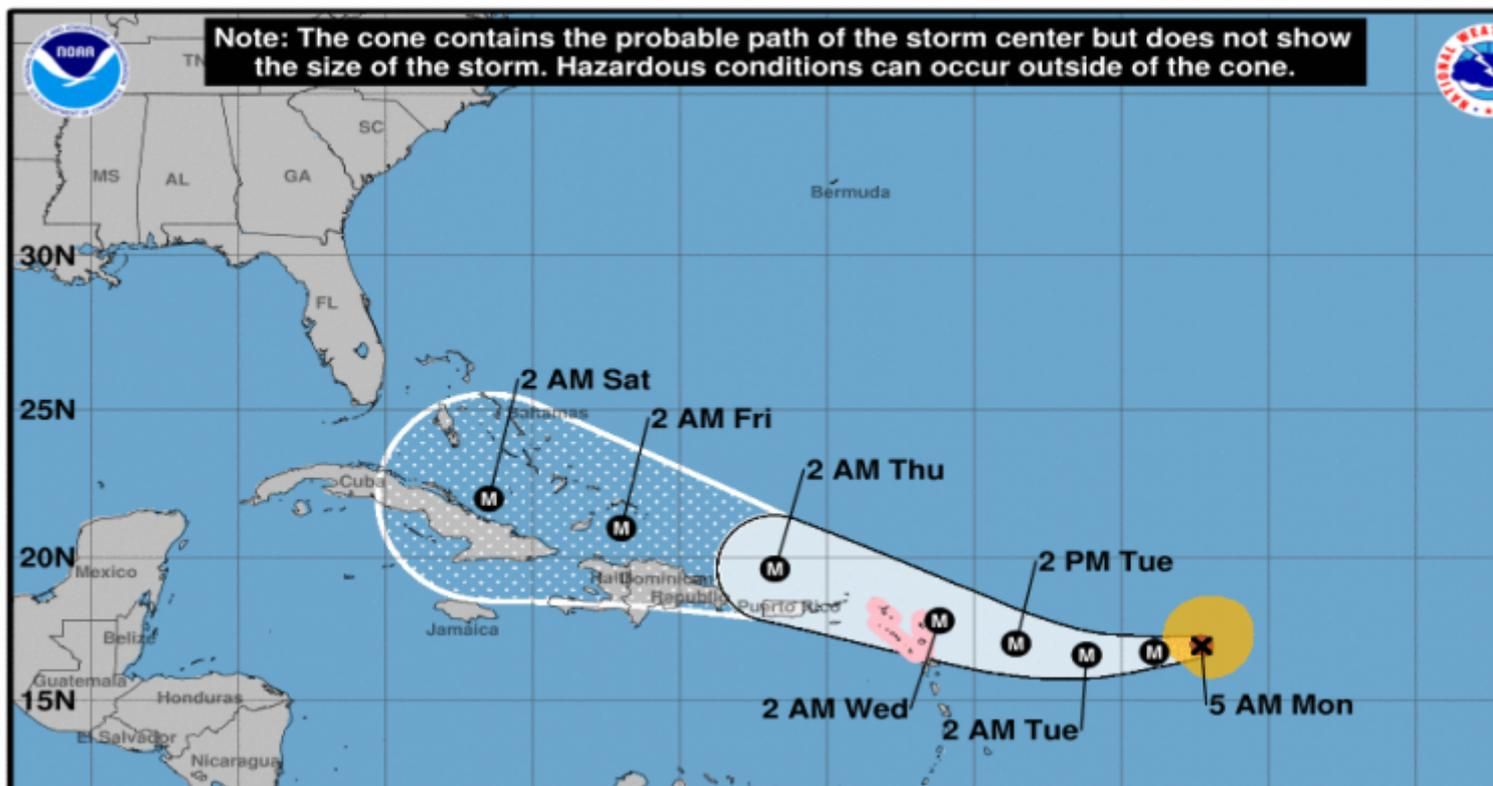 Note: The cone contains the probable path of the storm center but does not show
the size of the storm. Hazardous conditions can occur outside of the cone.
NOAA
TN
SC
MS
AL
GA
Bermuda
30N
FL
2 AM Sat
25N
Bahamas
2 AM Fri
2 AM Thu
Cuba
M
M
20N
Mexico
M
2 PM Tue
Haiti
Dominican
Republic
Puerto Rico
Jamaica
Belize
M
M
M
M
Guatemala
15N
Honduras
2 AM Wed
5 AM Mon
2 AM Tue
El Salvador
Nicaragua